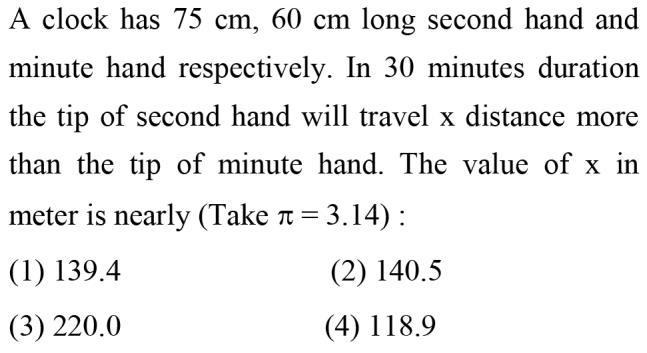 A clock has 75 cm, 60 cm long second hand and
minute hand respectively. In 30 minutes duration
the tip of second hand will travel x distance more
than the tip of minute hand. The value of x in
meter is nearly (Take π = 3.14) :
(1) 139.4 (2) 140.5
(3) 220.0 (4) 118.9